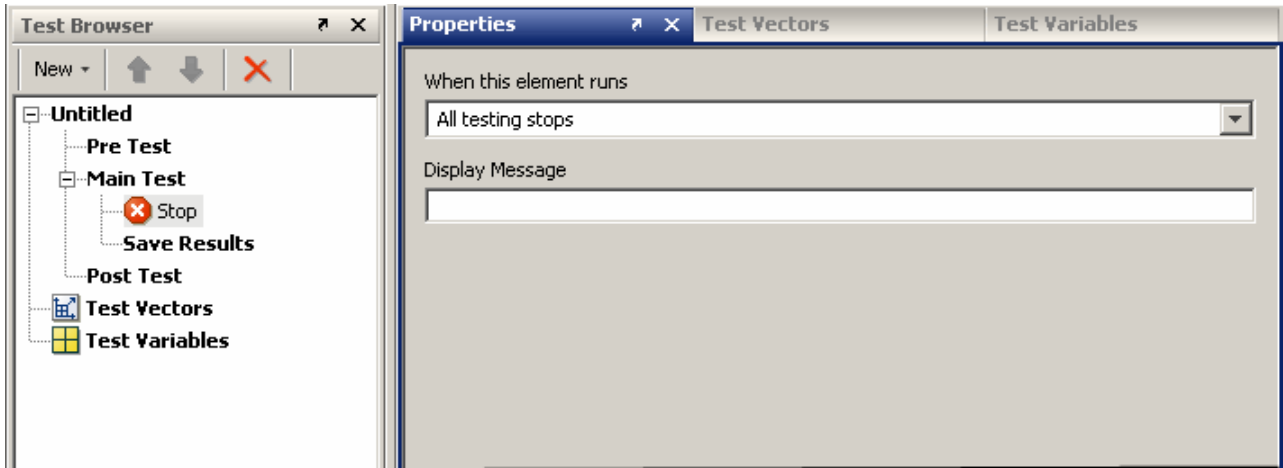 Test Browser
New
Untitled
Pre Test
Main Test
Stop
Save Results
Post Test
Test Vectors
Test Variables
Properties
Test Vectors
Test Variables
When this element runs
All testing stops
Display Message